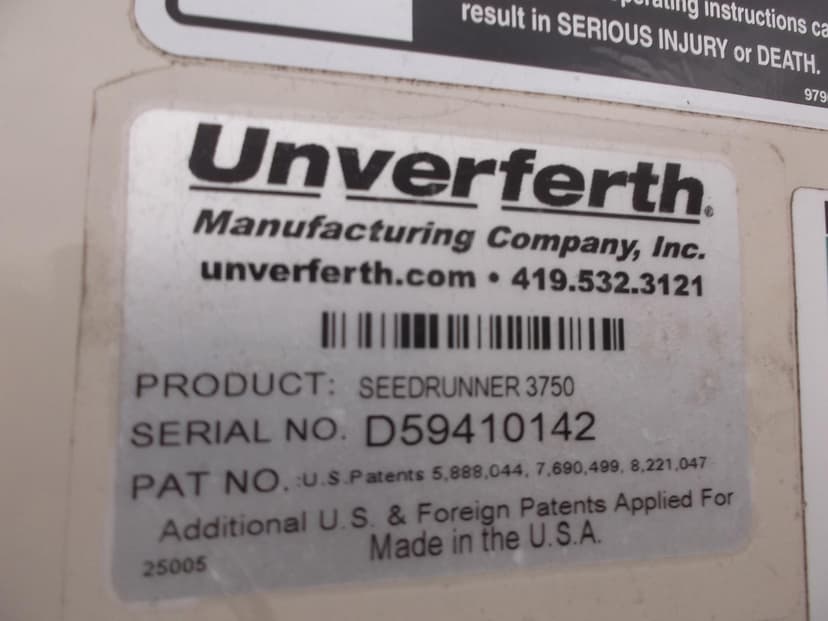 instructions
result in SERIOUS INJURY or DEATH.
Unverferth®
Manufacturing Company, Inc.
unverferth.com • 419.532.3121
PRODUCT: SEEDRUNNER 3750
SERIAL NO. D59410142
PAT NO.:U.S.Patents 5,888,044, 7,690,499, 8,221,047
Additional U.S. & Foreign Patents Applied For
Made in the U.S.A.
25005